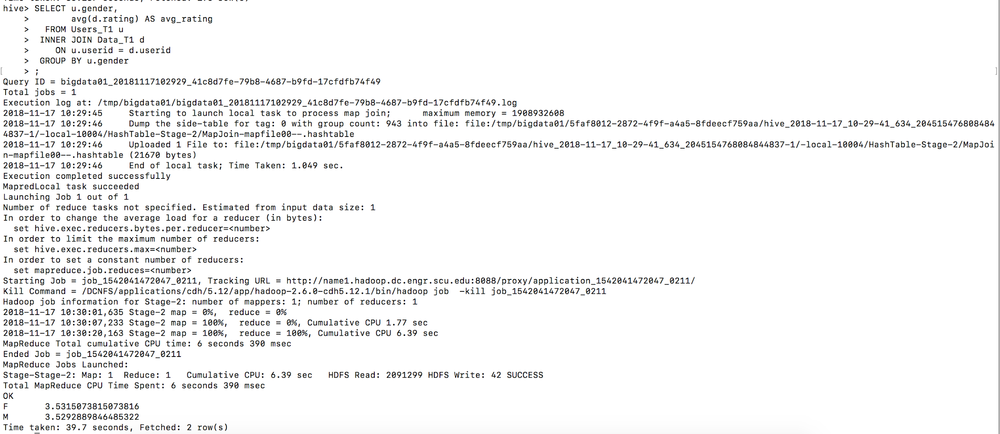 hive> SELECT u.gender,
    >        avg(d.rating) AS avg_rating
    >   FROM Users_T1 u
    >  INNER JOIN Data_T1 d
    >     ON u.userid = d.userid
    >  GROUP BY u.gender
[    > ; ]
Query ID = bigdata01_20181117102929_41c8d7fe-79b8-4687-b9fd-17cfdfb74f49
Total jobs = 1
Execution log at: /tmp/bigdata01/bigdata01_20181117102929_41c8d7fe-79b8-4687-b9fd-17cfdfb74f49.log
2018-11-17 10:29:45     Starting to launch local task to process map join;      maximum memory = 1908932608
2018-11-17 10:29:46     Dump the side-table for tag: 0 with group count: 943 into file: file:/tmp/bigdata01/5faf8012-2872-4f9f-a4a5-8fdeecf759aa/hive_2018-11-17_10-29-41_634_204515476808484
4837-1/-local-10004/HashTable-Stage-2/MapJoin-mapfile00--.hashtable
2018-11-17 10:29:46     Uploaded 1 File to: file:/tmp/bigdata01/5faf8012-2872-4f9f-a4a5-8fdeecf759aa/hive_2018-11-17_10-29-41_634_2045154768084844837-1/-local-10004/HashTable-Stage-2/MapJoi
n-mapfile00--.hashtable (21670 bytes)
2018-11-17 10:29:46     End of local task; Time Taken: 1.049 sec.
Execution completed successfully
MapredLocal task succeeded
Launching Job 1 out of 1
Number of reduce tasks not specified. Estimated from input data size: 1
In order to change the average load for a reducer (in bytes):
  set hive.exec.reducers.bytes.per.reducer=<number>
In order to limit the maximum number of reducers:
  set hive.exec.reducers.max=<number>
In order to set a constant number of reducers:
  set mapreduce.job.reduces=<number>
Starting Job = job_1542041472047_0211, Tracking URL = http://name1.hadoop.dc.engr.scu.edu:8088/proxy/application_1542041472047_0211/
Kill Command = /DCNFS/applications/cdh/5.12/app/hadoop-2.6.0-cdh5.12.1/bin/hadoop job  -kill job_1542041472047_0211
Hadoop job information for Stage-2: number of mappers: 1; number of reducers: 1
2018-11-17 10:30:01,635 Stage-2 map = 0%,  reduce = 0%
2018-11-17 10:30:07,233 Stage-2 map = 100%,  reduce = 0%, Cumulative CPU 1.77 sec
2018-11-17 10:30:20,163 Stage-2 map = 100%,  reduce = 100%, Cumulative CPU 6.39 sec
MapReduce Total cumulative CPU time: 6 seconds 390 msec
Ended Job = job_1542041472047_0211
MapReduce Jobs Launched:
Stage-Stage-2: Map: 1  Reduce: 1   Cumulative CPU: 6.39 sec   HDFS Read: 2091299 HDFS Write: 42 SUCCESS
Total MapReduce CPU Time Spent: 6 seconds 390 msec
OK
F       3.5315073815073816
M       3.5292889846485322
Time taken: 39.7 seconds, Fetched: 2 row(s)